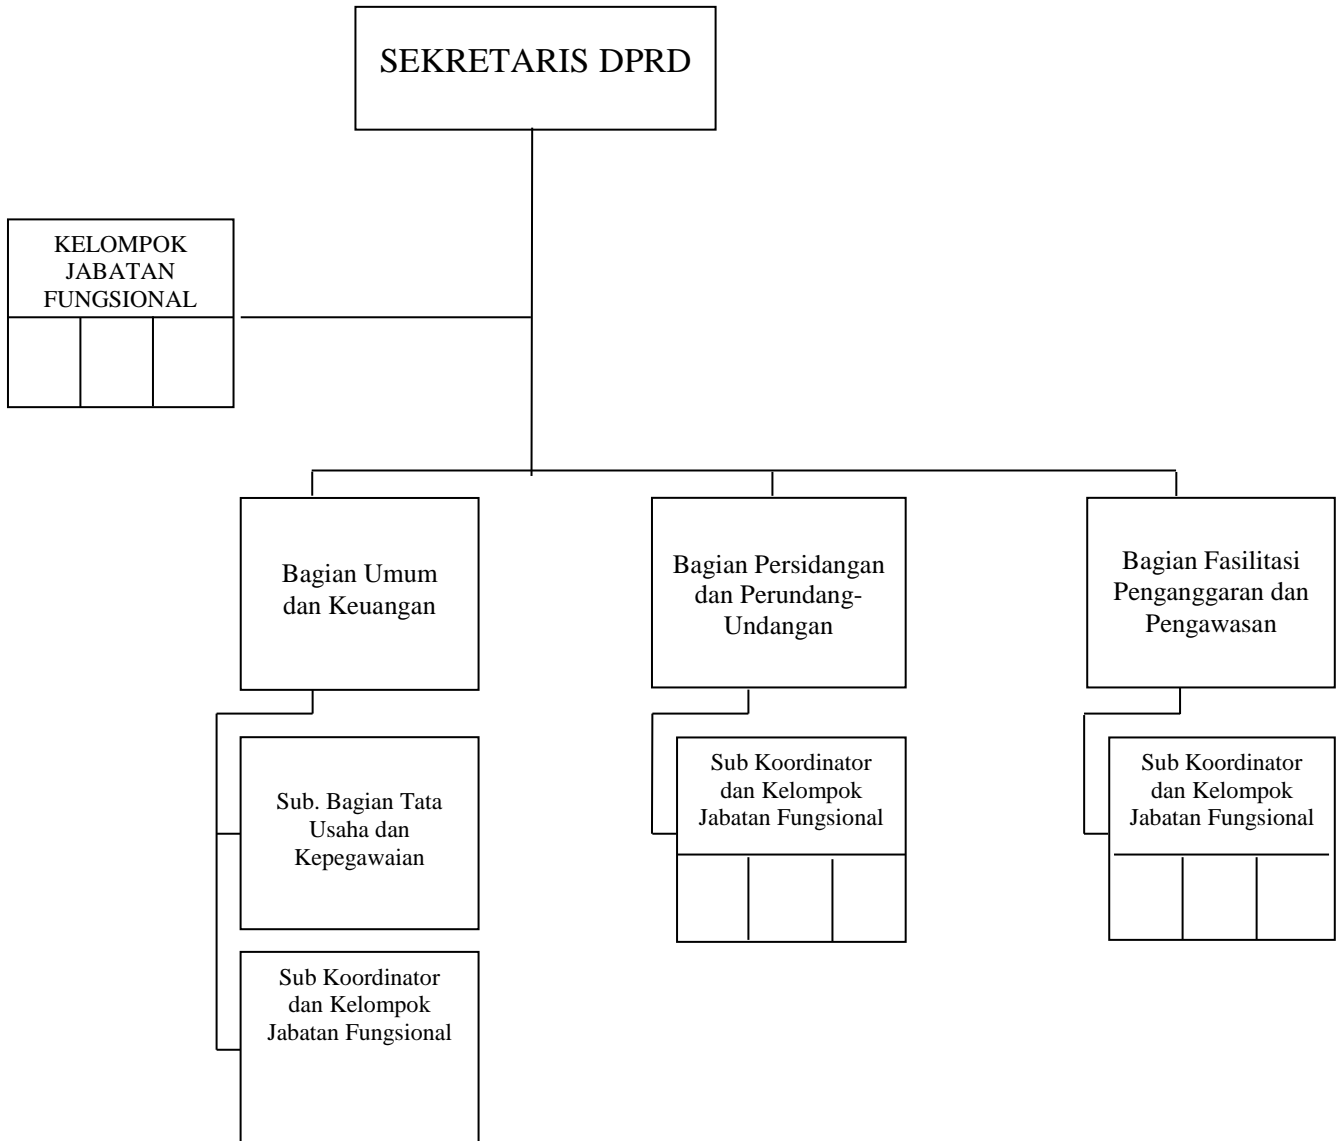 SEKRETARIS DPRD
KELOMPOK
JABATAN
FUNGSIONAL
Bagian Umum
dan Keuangan
Bagian Persidangan
dan Perundang-
Undangan
Bagian Fasilitasi
Penganggaran dan
Pengawasan
Sub. Bagian Tata
Usaha dan
Kepegawaian
Sub Koordinator
dan Kelompok
Jabatan Fungsional
Sub Koordinator
dan Kelompok
Jabatan Fungsional
Sub Koordinator
dan Kelompok
Jabatan Fungsional